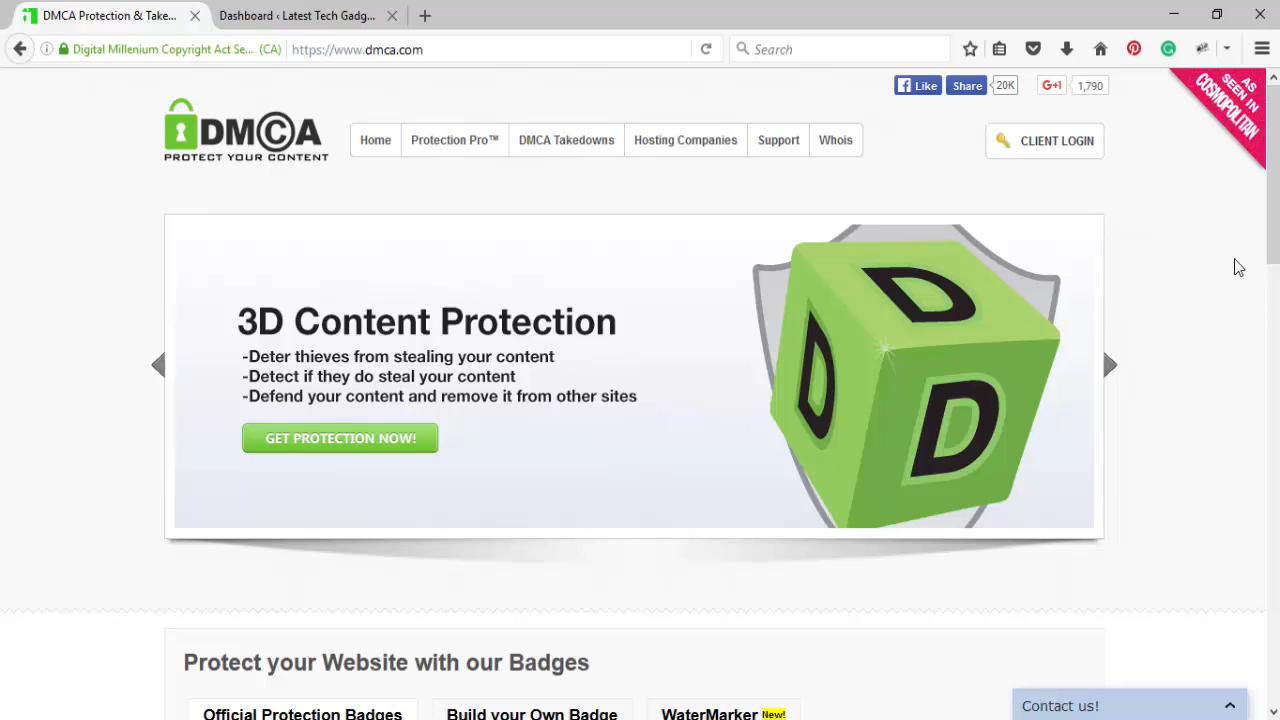 DMCA Protection & Take...
Dashboard ‹ Latest Tech Gadg...
Digital Millenium Copyright Act Se... (CA)
https://www.dmca.com
Search
Like
Share
20K
G+1
1,790
AS SEEN IN COSMOPOLITAN
DMCA
PROTECT YOUR CONTENT
Home
Protection Pro™
DMCA Takedowns
Hosting Companies
Support
Whois
CLIENT LOGIN
3D Content Protection
-Deter thieves from stealing your content
-Detect if they do steal your content
-Defend your content and remove it from other sites
GET PROTECTION NOW!
D
D
D
Protect your Website with our Badges
Official Protection Badges
Build your Own Badge
WaterMarker New!
Contact us!